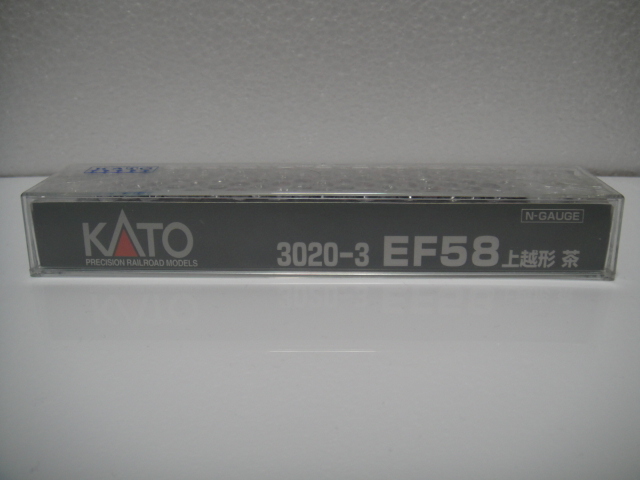 N-GAUGE
KATO
PRECISION RAILROAD MODELS
3020-3 EF58 上越形 茶